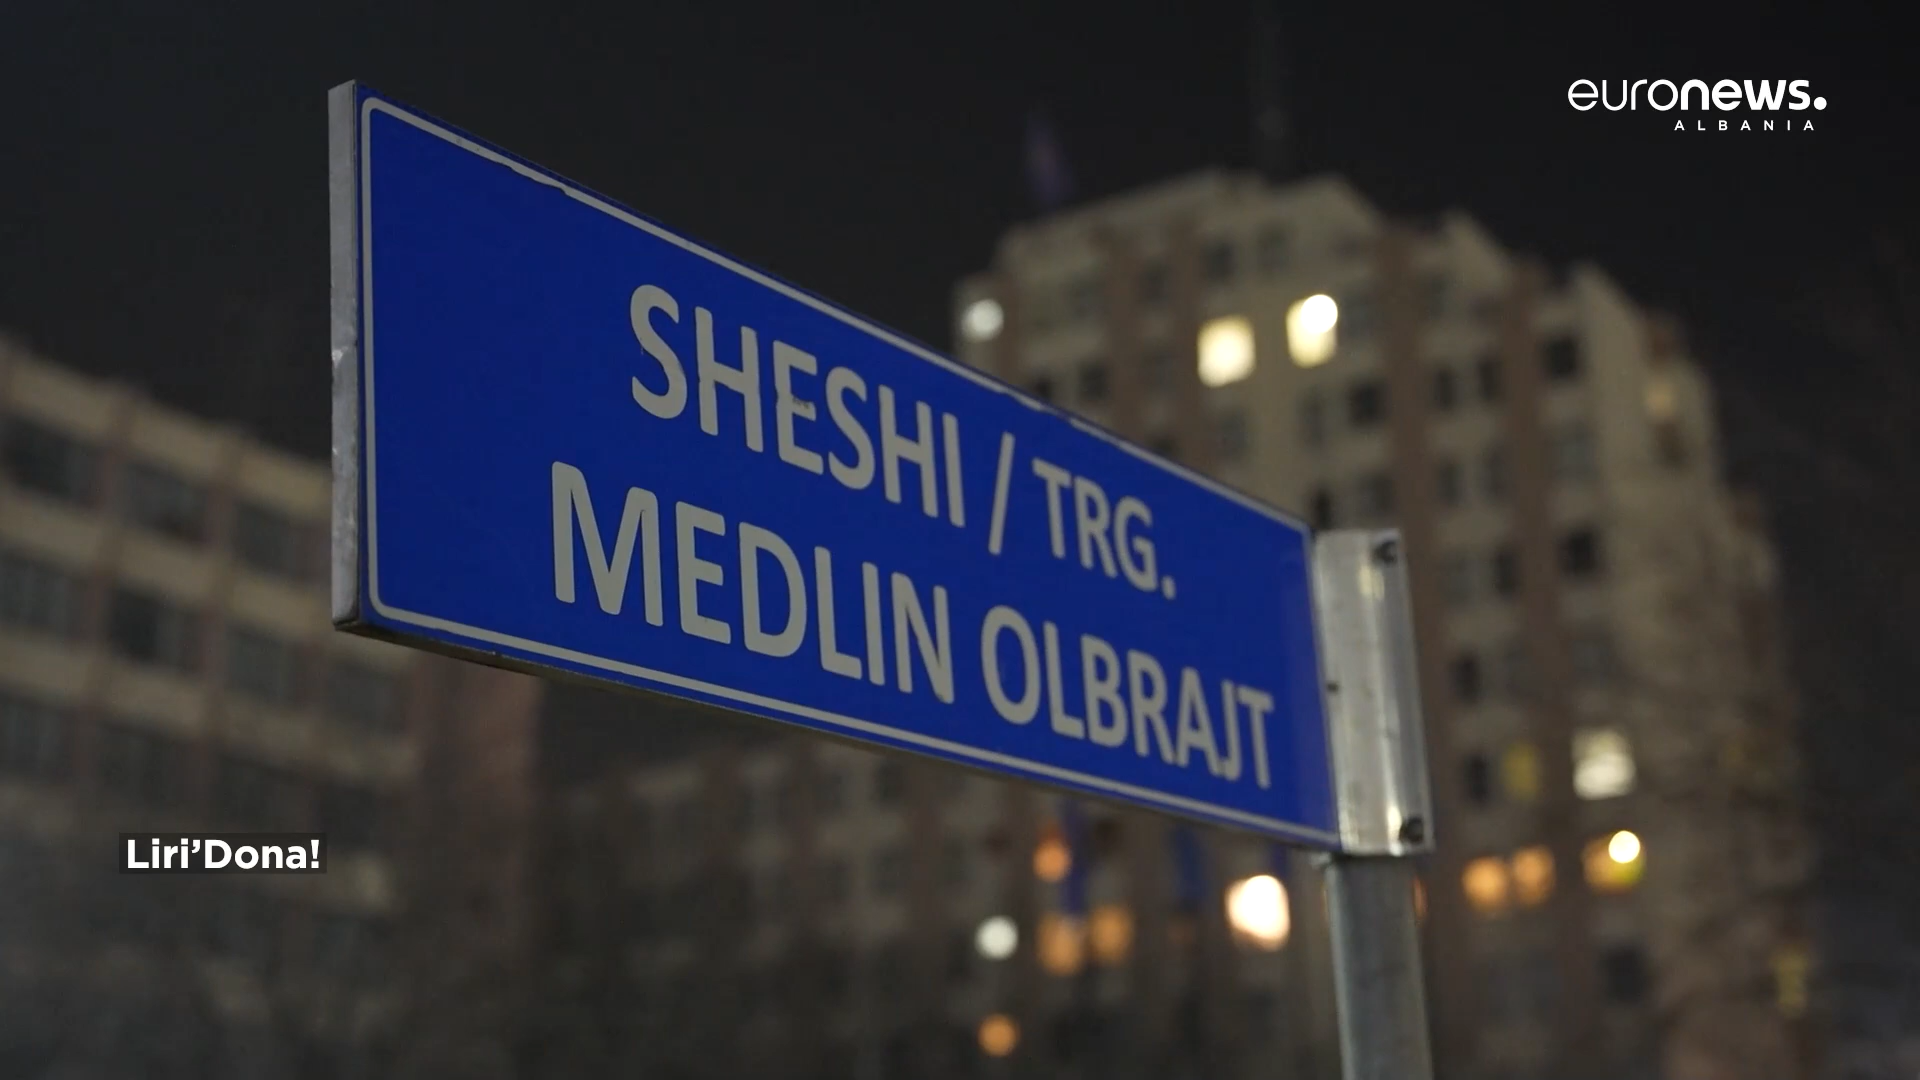 euronews.
ALBANIA
SHESHI / TRG.
MEDLIN OLBRAJT
Liri’Dona!